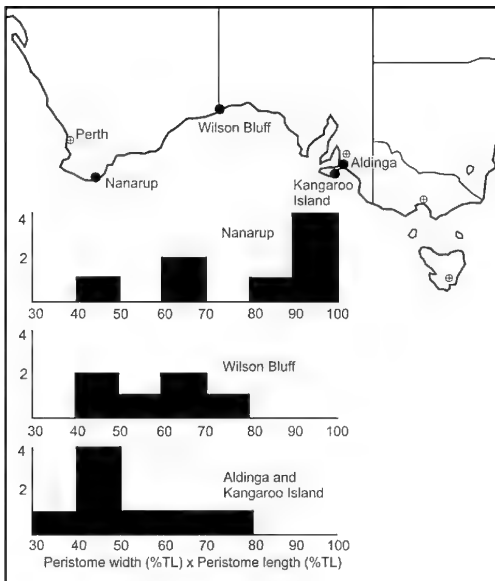 Perth
Wilson Bluff
Nanarup
Aldinga
Kangaroo
Island
4
2
Nanarup
30 40 50 60 70 80 90 100
4
2
Wilson Bluff
30 40 50 60 70 80 90 100
4
2
Aldinga and
Kangaroo Island
30 40 50 60 70 80 90 100
Peristome width (%TL) x Peristome length (%TL)